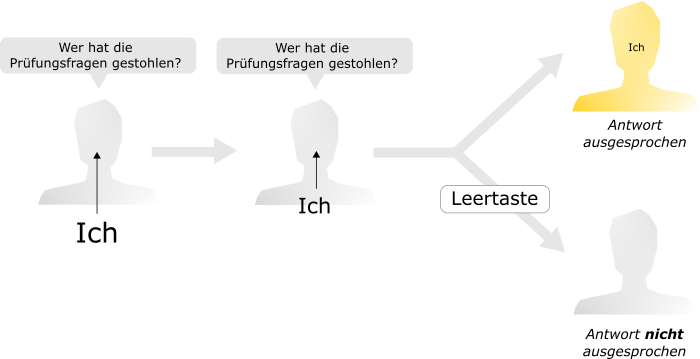 Wer hat die
Prüfungsfragen gestohlen?
Ich
Wer hat die
Prüfungsfragen gestohlen?
Ich
Leertaste
Ich
Antwort
ausgesprochen
Antwort nicht
ausgesprochen